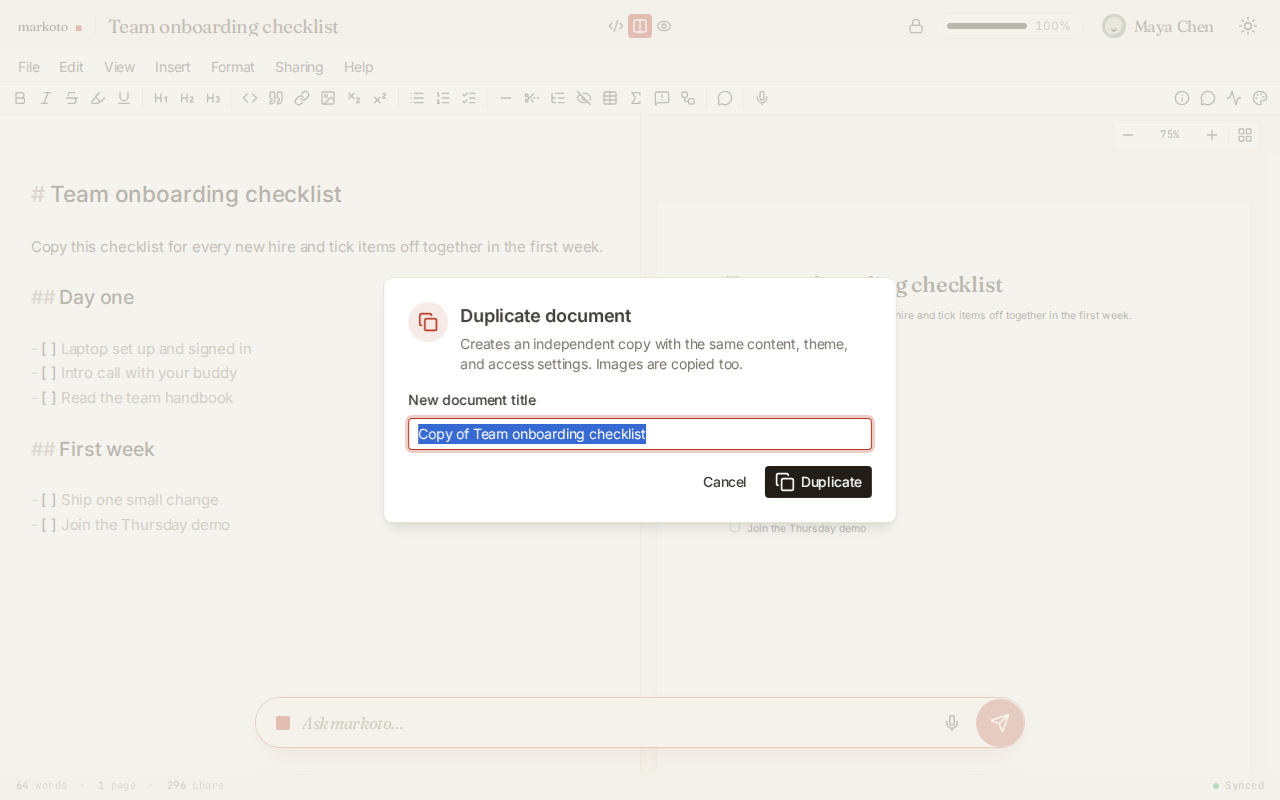 markoto
Team onboarding checklist
100%
Maya Chen
File Edit View Insert Format Sharing Help
H1 H2 H3
75%
# Team onboarding checklist
Copy this checklist for every new hire and tick items off together in the first week.
## Day one
- [ ] Laptop set up and signed in
- [ ] Intro call with your buddy
- [ ] Read the team handbook
## First week
- [ ] Ship one small change
- [ ] Join the Thursday demo
g checklist
hire and tick items off together in the first week.
Join the Thursday demo
Duplicate document
Creates an independent copy with the same content, theme,
and access settings. Images are copied too.
New document title
Copy of Team onboarding checklist
Cancel
Duplicate
Ask markoto...
64 words · 1 page · 296 chars
Synced